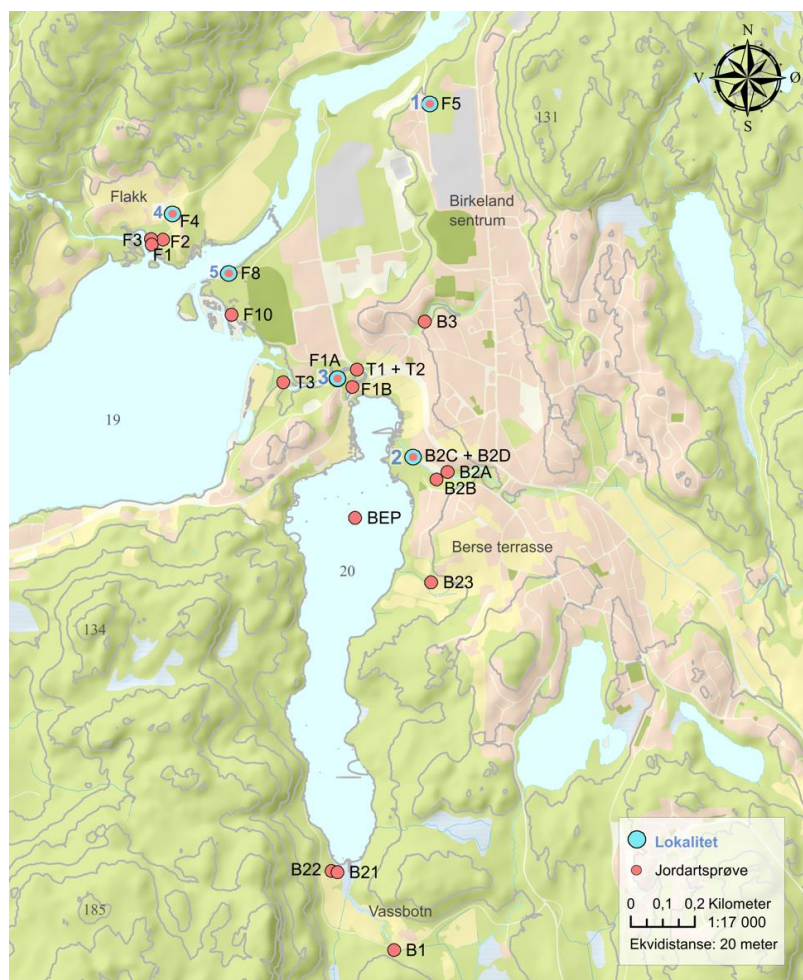 N
V
Ø
S
1
F5
131
Flakk
Birkeland
sentrum
4
F4
F3
F2
F1
5
F8
F10
B3
F1A
T1 + T2
3
T3
F1B
19
2
B2C + B2D
B2A
B2B
BEP
Berse terrasse
20
B23
134
Lokalitet
Jordartsprøve
B22
B21
0 0,1 0,2 Kilometer
185
Vassbotn
1:17 000
Ekvidistanse: 20 meter
B1